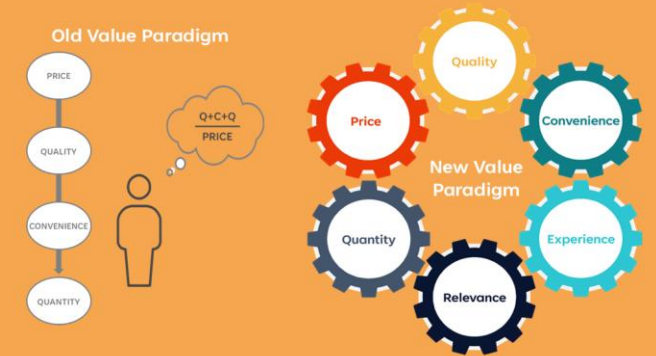 Old Value Paradigm
PRICE
QUALITY
CONVENIENCE
QUANTITY
Q+C+Q
PRICE
Quality
Price
Convenience
New Value
Paradigm
Quantity
Experience
Relevance